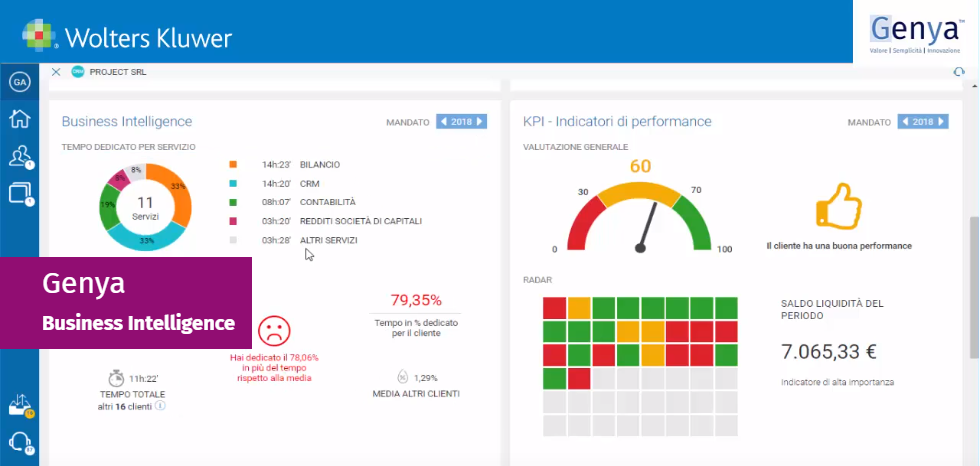 Wolters Kluwer
Genya™
Valore | Semplicità | Innovazione
GA
CRM
PROJECT SRL
Business Intelligence
MANDATO
2018
TEMPO DEDICATO PER SERVIZIO
8%
8%
33%
19%
33%
11
Servizi
14h:23' BILANCIO
14h:20' CRM
08h:07' CONTABILITÀ
03h:20' REDDITI SOCIETÀ DI CAPITALI
03h:28' ALTRI SERVIZI
Genya
Business Intelligence
79,35%
Tempo in % dedicato
per il cliente
Hai dedicato il 78,06%
in più del tempo
rispetto alla media
11h:22'
TEMPO TOTALE
altri 16 clienti
1,29%
MEDIA ALTRI CLIENTI
KPI - Indicatori di performance
MANDATO
2018
VALUTAZIONE GENERALE
60
30
70
0
100
Il cliente ha una buona performance
RADAR
SALDO LIQUIDITÀ DEL
PERIODO
7.065,33 €
Indicatore di alta importanza